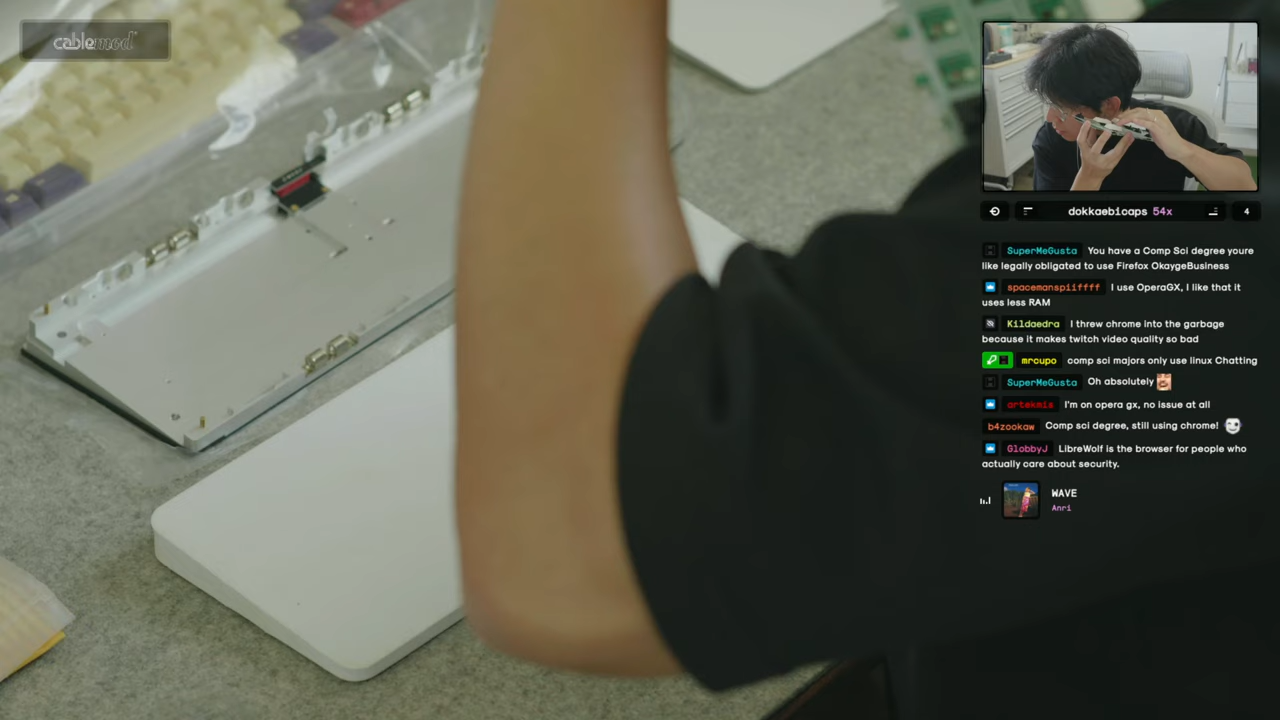 cablemod
dokkaebicaps 54x
4
SuperMeGusta You have a Comp Sci degree youre
like legally obligated to use Firefox OkaygeBusiness
spacemanspiiffff I use OperaGX, I like that it
uses less RAM
Kildaedra I threw chrome into the garbage
because it makes twitch video quality so bad
mrcupo comp sci majors only use linux Chatting
SuperMeGusta Oh absolutely
artekmis I'm on opera gx, no issue at all
b4zookaw Comp sci degree, still using chrome!
GlobbyJ LibreWolf is the browser for people who
actually care about security.
WAVE
Anri